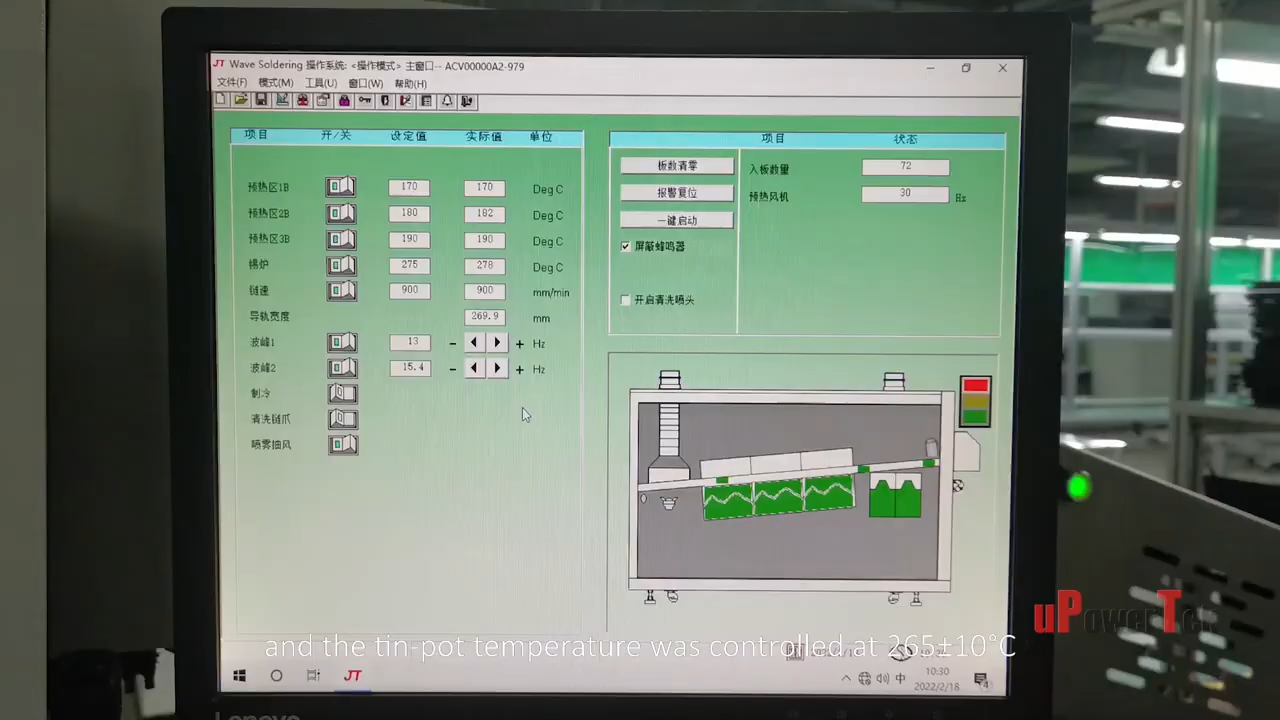 JT Wave Soldering 操作系统: <操作模式> 主窗口-- ACV00000A2-979
文件(F) 模式(M) 工具(U) 窗口(W) 帮助(H)
项目 开/关 设定值 实际值 单位
预热区1B 170 170 Deg C
预热区2B 180 182 Deg C
预热区3B 190 190 Deg C
锡炉 275 278 Deg C
链速 900 900 mm/min
导轨宽度 269.9 mm
波峰1 13 - + Hz
波峰2 15.4 - + Hz
制冷
清洗链爪
喷雾抽风
项目 状态
板数清零
报警复位
一键启动
屏蔽蜂鸣器
开启清洗喷头
入板数量 72
预热风机 30 Hz
uPowerTek
and the tin-pot temperature was controlled at 265±10°C
JT
中
10:30
2022/2/18
4
Lenovo